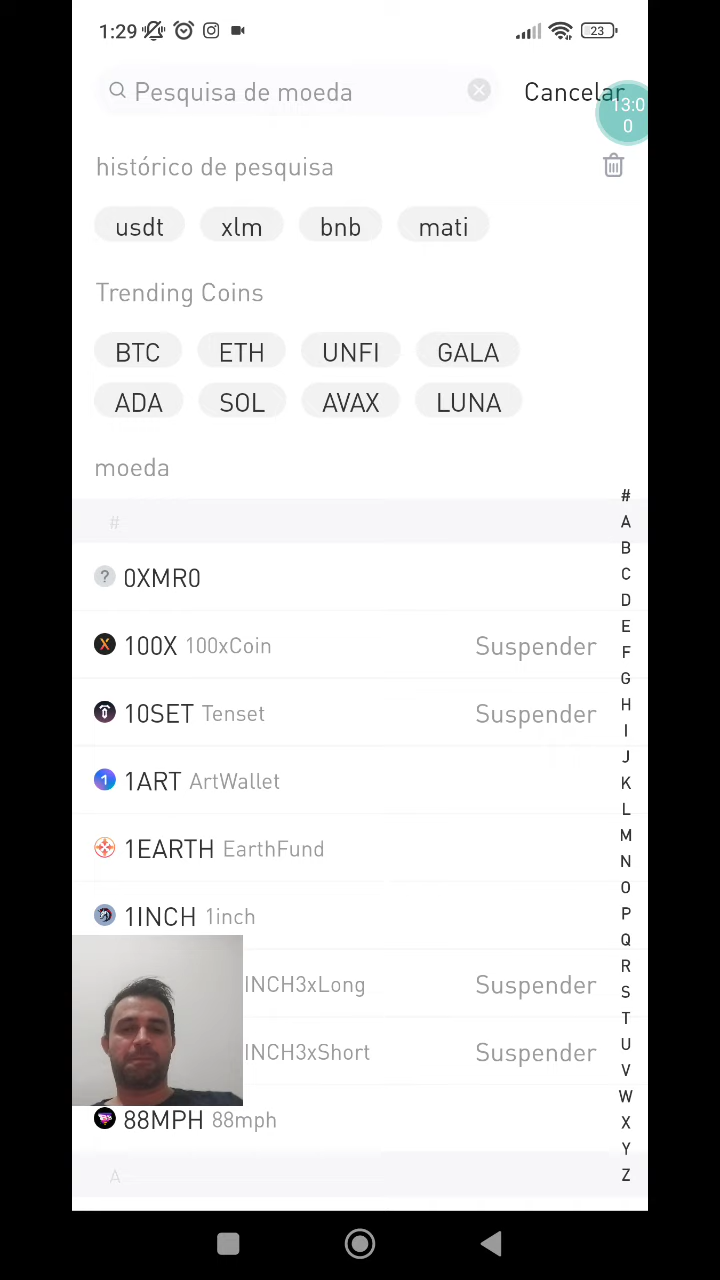 1:29 23
Pesquisa de moeda Cancelar
13:0
0
histórico de pesquisa
usdt xlm bnb mati
Trending Coins
BTC ETH UNFI GALA
ADA SOL AVAX LUNA
moeda
#
#
A
B
C
D
E
F
G
H
I
J
K
L
M
N
O
P
Q
R
S
T
U
V
W
X
Y
Z
0XMR0
100X 100xCoin Suspender
10SET Tenset Suspender
1ART ArtWallet
1EARTH EarthFund
1INCH 1inch
INCH3xLong Suspender
INCH3xShort Suspender
88MPH 88mph
A